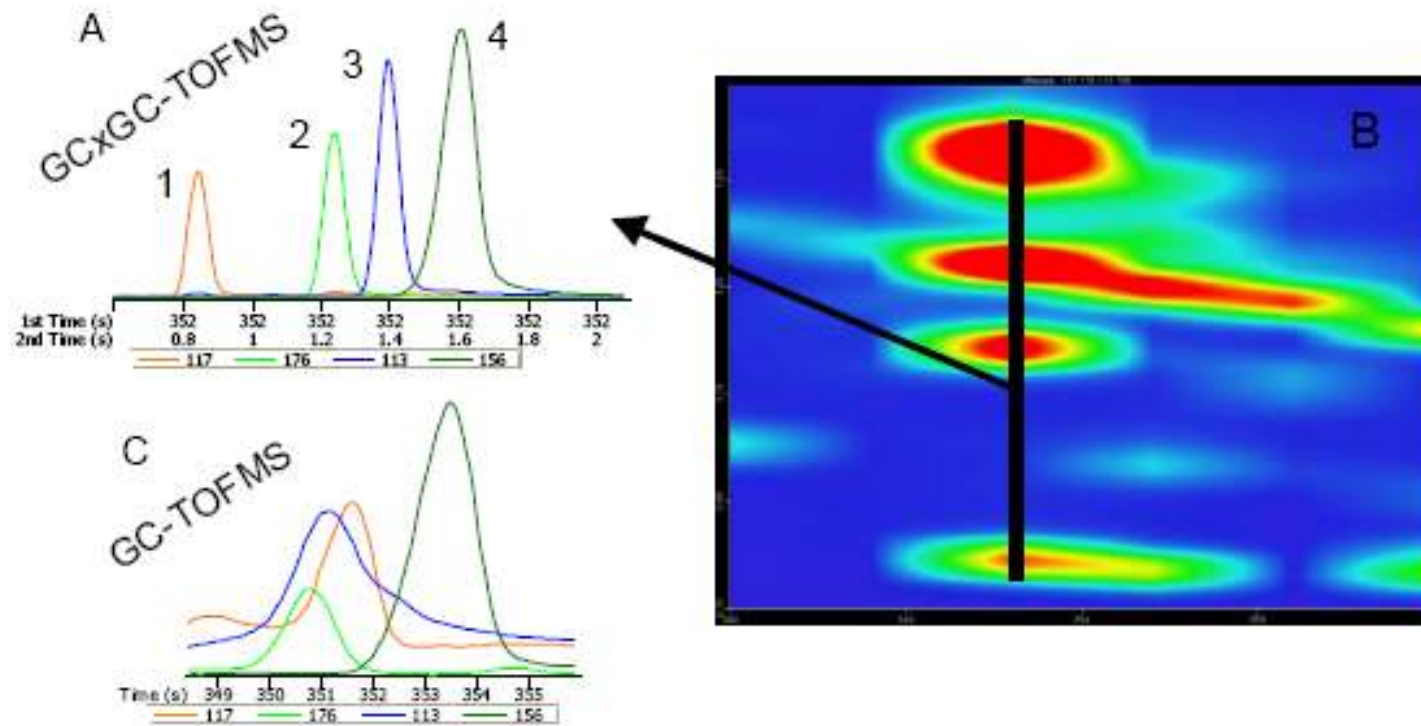 A
GCxGC-TOFMS
1
2
3
4
1st Time (s) 352 352 352 352 352 352 352
2nd Time (s) 0.8 1 1.2 1.4 1.6 1.8 2
117 176 113 156
B
C
GC-TOFMS
Time (s) 349 350 351 352 353 354 355
117 176 113 156